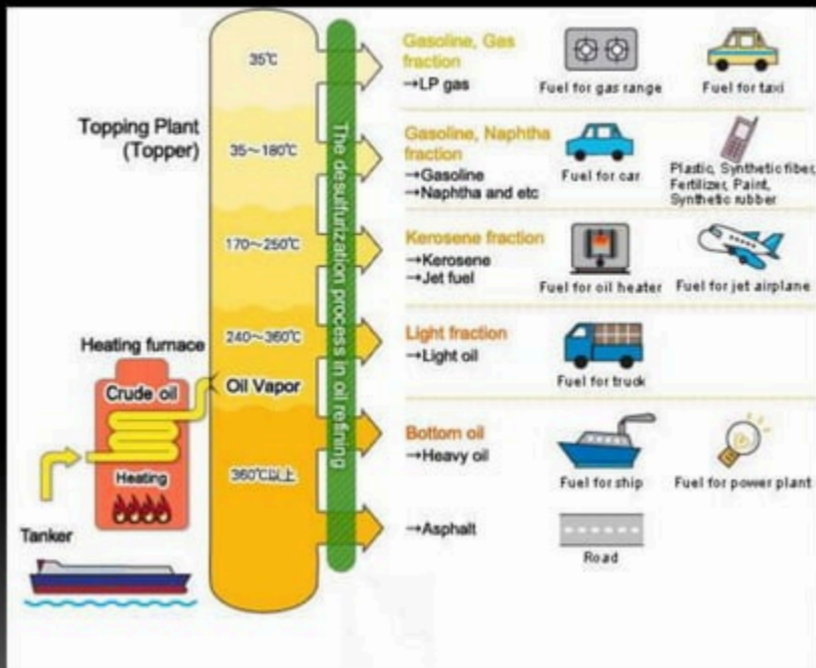 Topping Plant
(Topper)
35℃
35～180℃
170～250℃
240～360℃
Oil Vapor
360℃以上
The desulfurization process in oil refining
Heating furnace
Crude oil
Heating
Tanker
Gasoline, Gas
fraction
→LP gas
Fuel for gas range
Fuel for taxi
Gasoline, Naphtha
fraction
→Gasoline
→Naphtha and etc
Fuel for car
Plastic, Synthetic fiber,
Fertilizer, Paint,
Synthetic rubber
Kerosene fraction
→Kerosene
→Jet fuel
Fuel for oil heater
Fuel for jet airplane
Light fraction
→Light oil
Fuel for truck
Bottom oil
→Heavy oil
Fuel for ship
Fuel for power plant
→Asphalt
Road